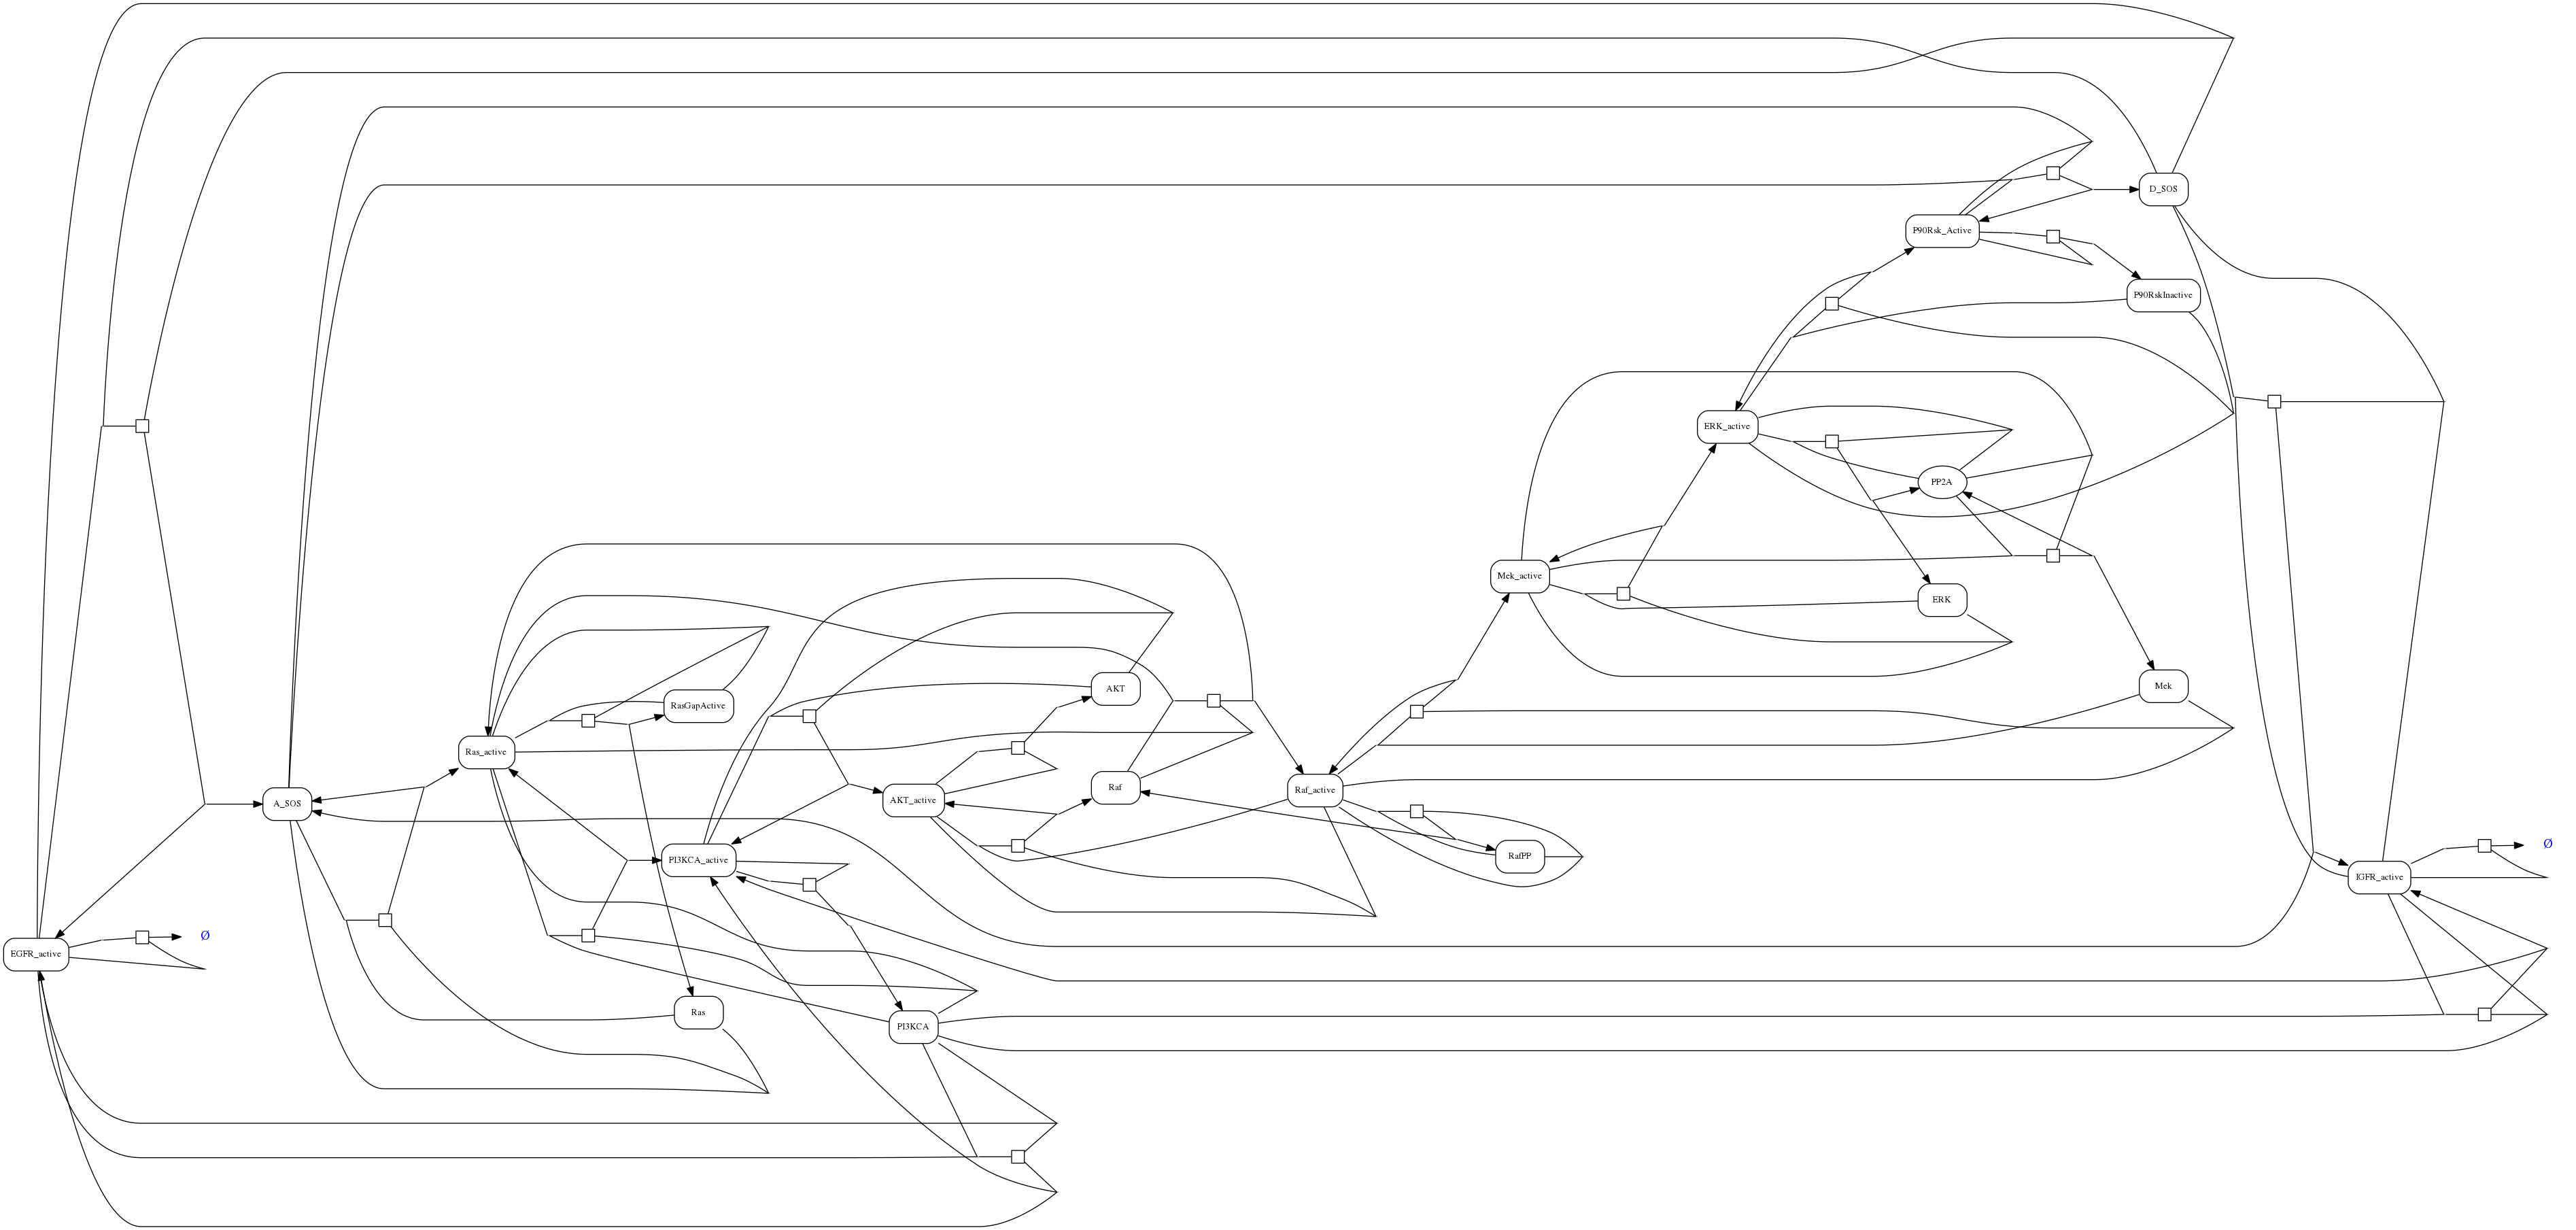 D_SOS
P90Rsk_Active
P90RskInactive
ERK_active
PP2A
Mek_active
ERK
Mek
AKT
RasGapActive
Ras_active
Raf
Raf_active
AKT_active
A_SOS
RafPP
PI3KCA_active
Ø
IGFR_active
Ø
EGFR_active
Ras
PI3KCA